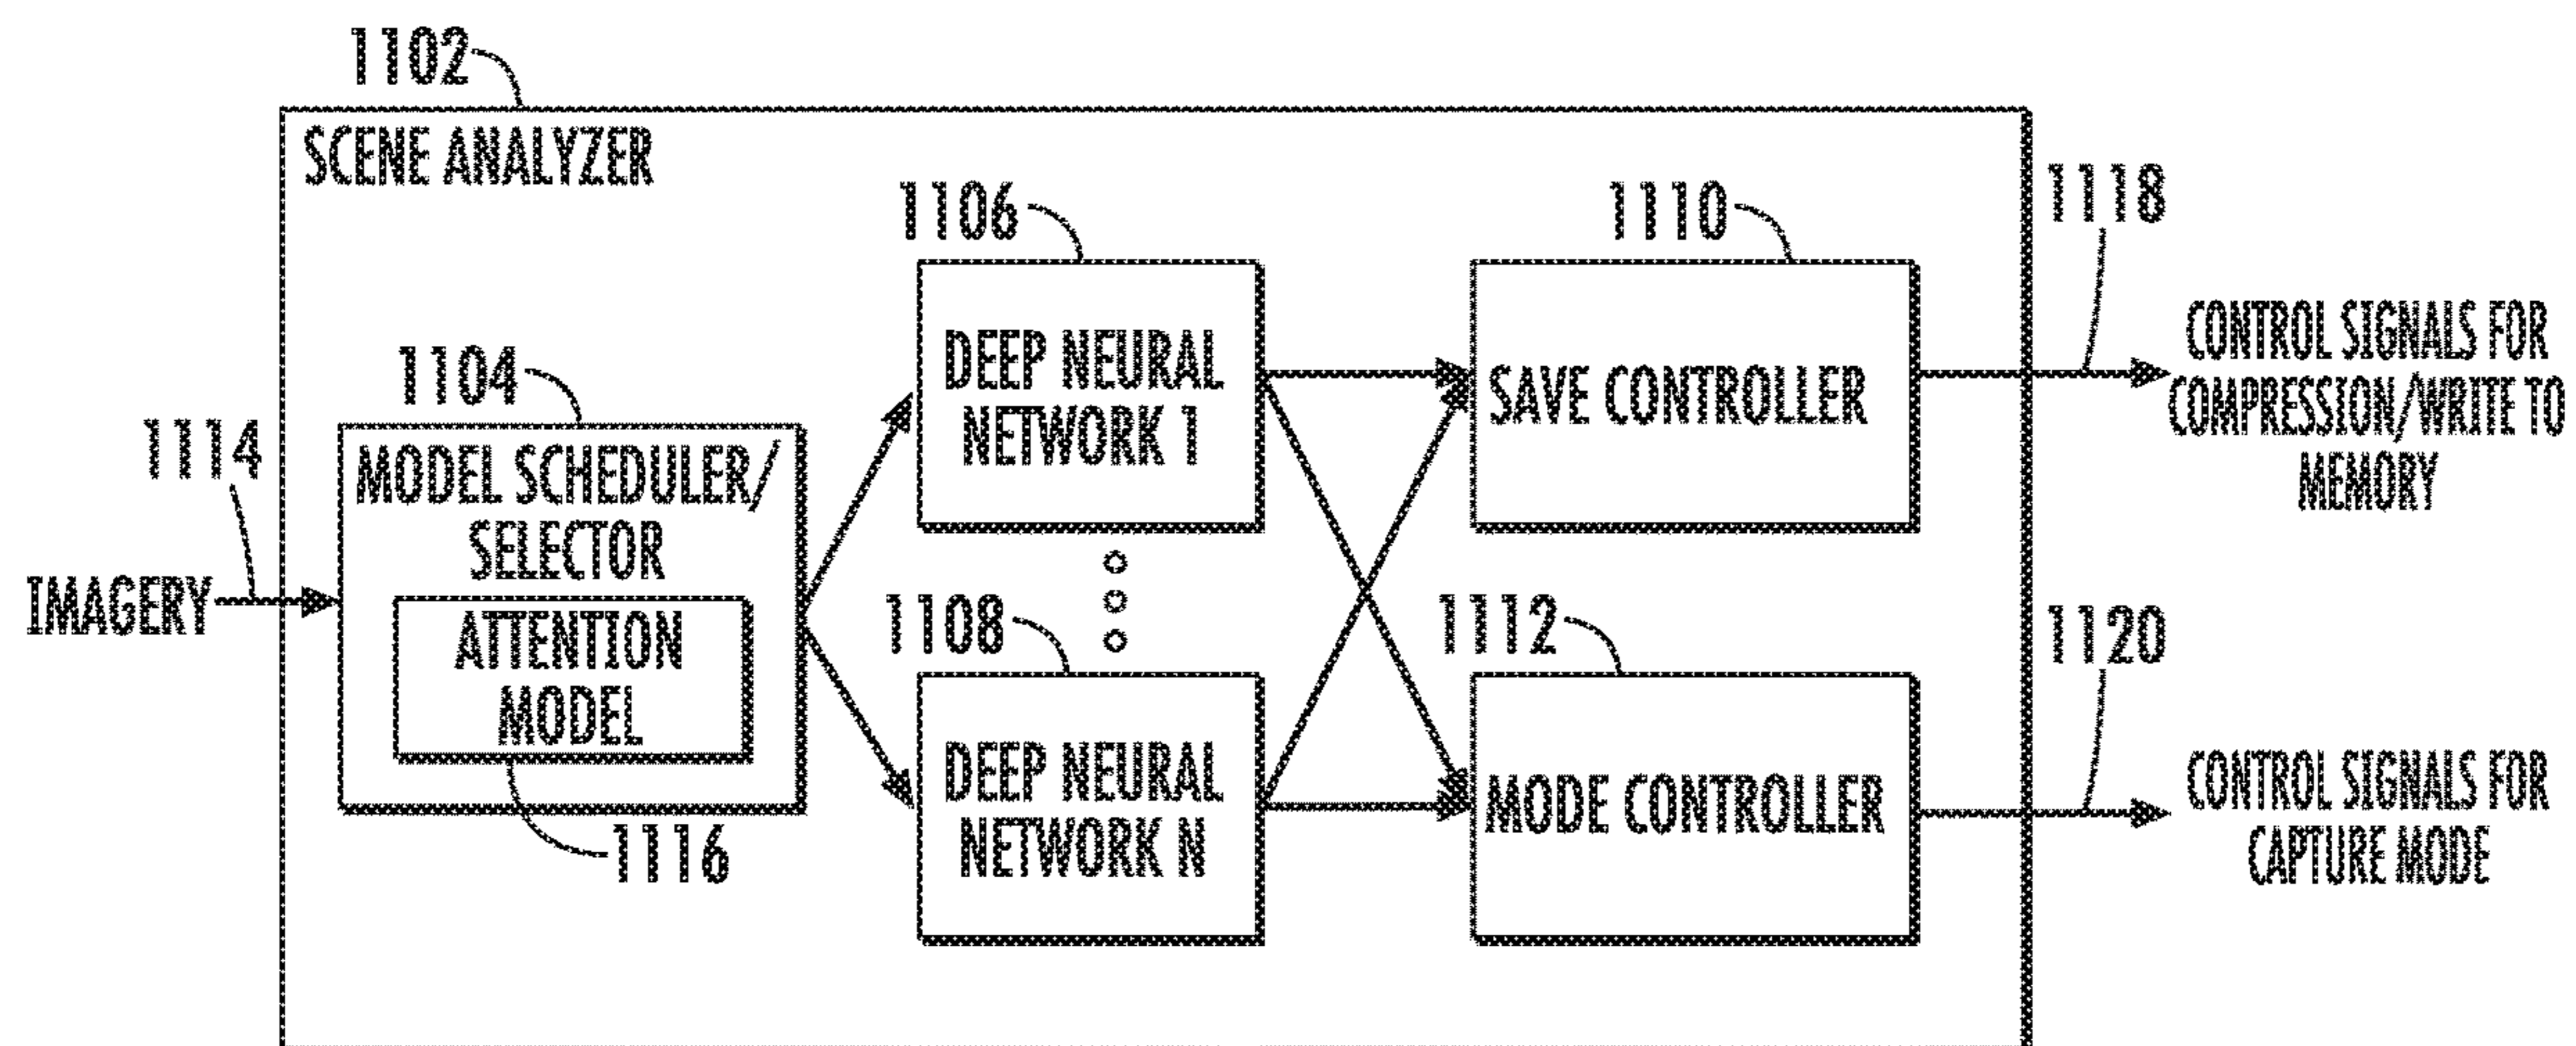 1102
SCENE ANALYZER
1106
1110
1118
1104
1114
MODEL SCHEDULER/
SELECTOR
ATTENTION
MODEL
1116
IMAGERY
DEEP NEURAL
NETWORK 1
1108
DEEP NEURAL
NETWORK N
SAVE CONTROLLER
1112
MODE CONTROLLER
CONTROL SIGNALS FOR
COMPRESSION/WRITE TO
MEMORY
1120
CONTROL SIGNALS FOR
CAPTURE MODE